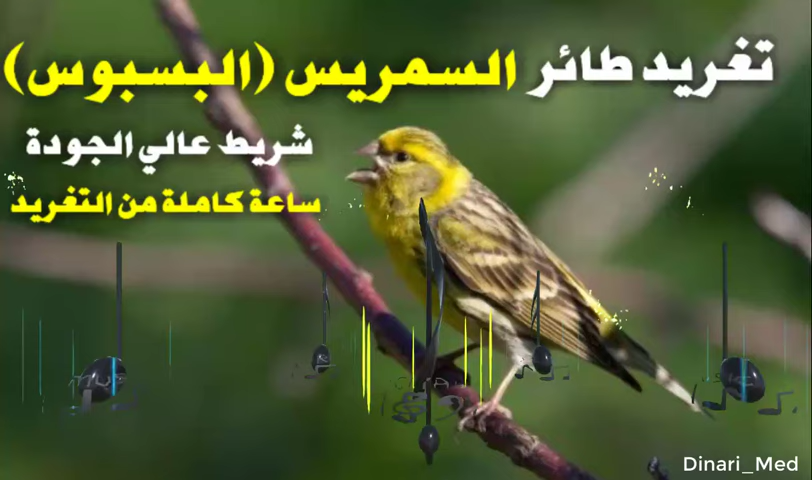 تغريد طائر السمريس (البسبوس)
شريط عالي الجودة
ساعة كاملة من التغريد
Dinari_Med